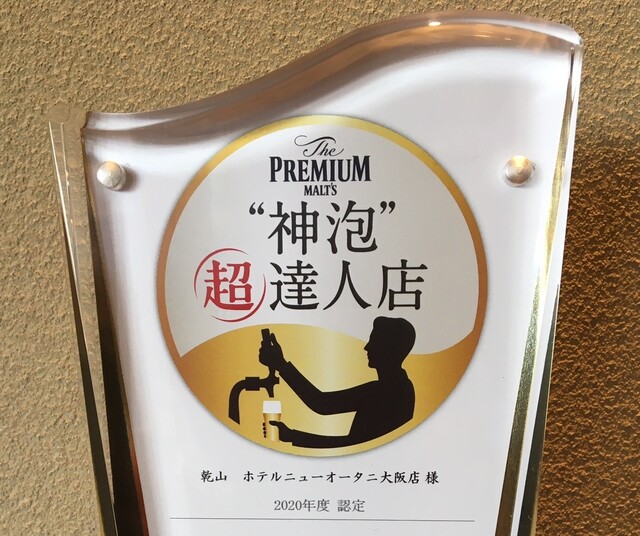 The
PREMIUM
MALT'S
“神泡”
超達人店
乾山 ホテルニューオータニ大阪店 様
2020年度 認定